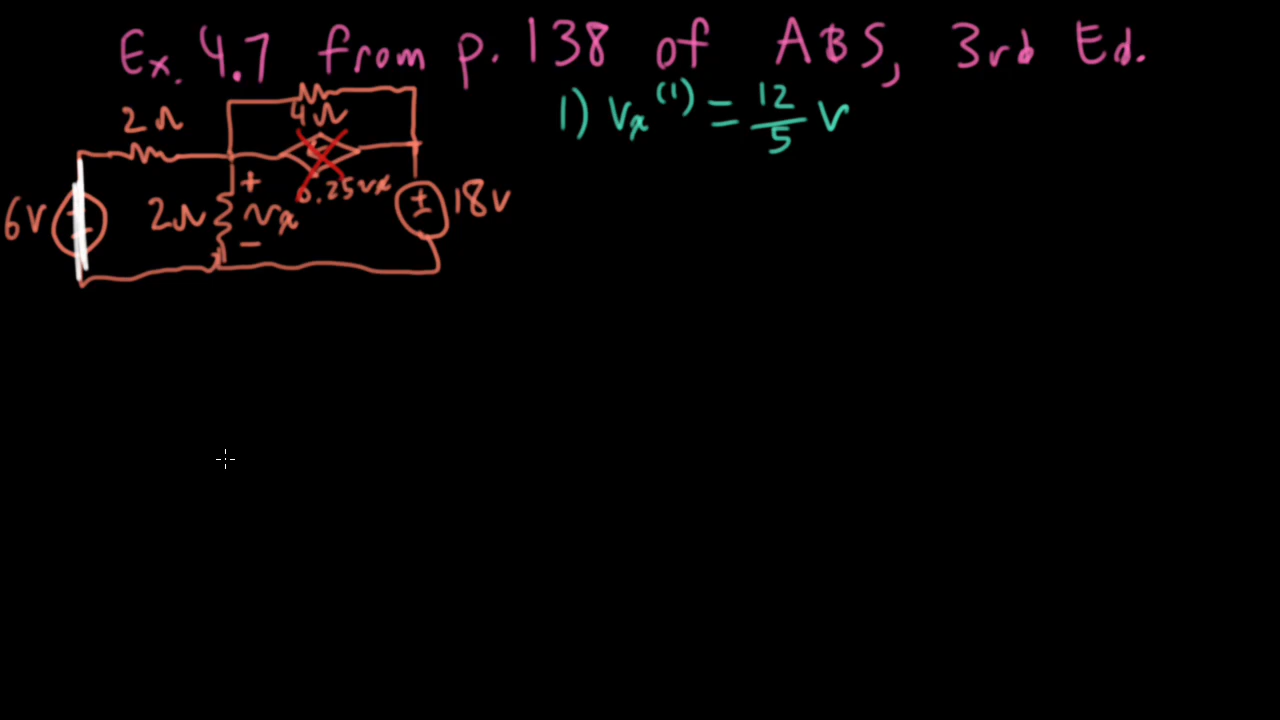 Ex. 4.7 from p. 138 of ABS, 3rd Ed.
1) Vx⁽¹⁾ = 12/5 V
4Ω
2Ω
0.25vx
+
6V
2Ω
vx
18V
−